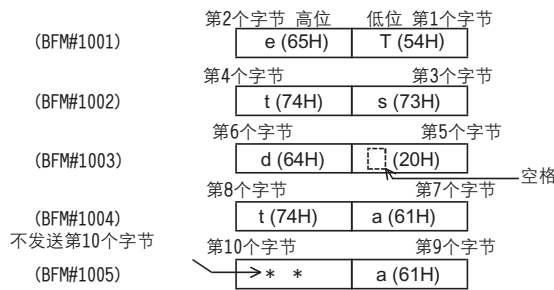 第2个字节 高位 低位 第1个字节
(BFM#1001) e (65H) T (54H)
第4个字节 第3个字节
(BFM#1002) t (74H) s (73H)
第6个字节 第5个字节
(BFM#1003) d (64H) (20H)
空格
第8个字节 第7个字节
(BFM#1004) t (74H) a (61H)
不发送第10个字节 第10个字节 第9个字节
(BFM#1005) * * a (61H)